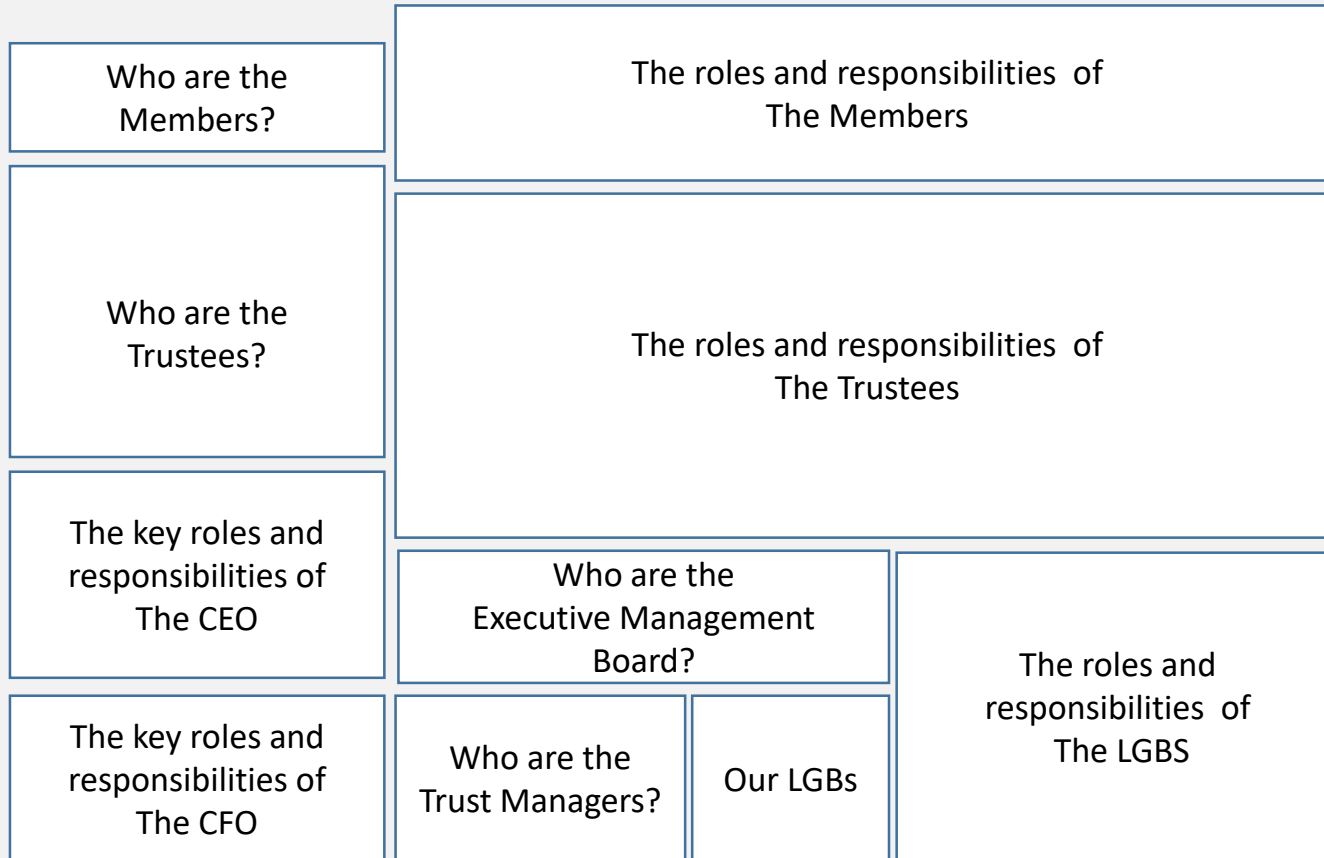 Who are the
Members?
The roles and responsibilities of
The Members
Who are the
Trustees?
The roles and responsibilities of
The Trustees
The key roles and
responsibilities of
The CEO
Who are the
Executive Management
Board?
The roles and
responsibilities of
The LGBS
The key roles and
responsibilities of
The CFO
Who are the
Trust Managers?
Our LGBs